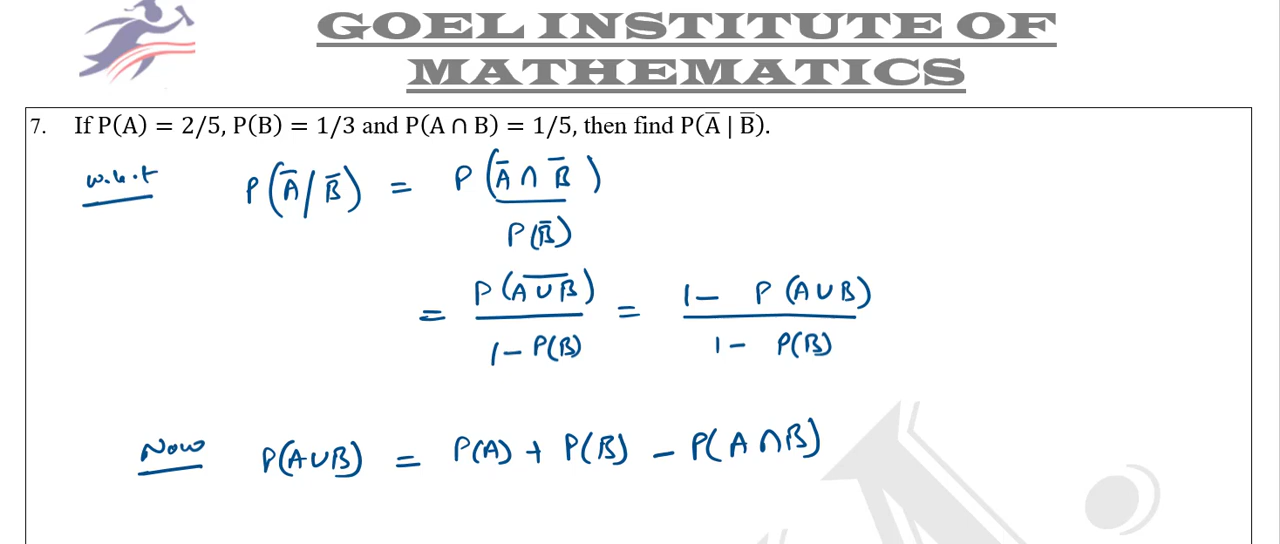 GOEL INSTITUTE OF
MATHEMATICS
7. If P(A) = 2/5, P(B) = 1/3 and P(A ∩ B) = 1/5, then find P(A̅ | B̅).
w.k.t P(A̅/B̅) = P(A̅ ∩ B̅)
P(B̅)
= P(A̅ ̅∪̅ ̅B̅) = 1 - P(A∪B)
1 - P(B) 1 - P(B)
Now P(A∪B) = P(A) + P(B) - P(A∩B)